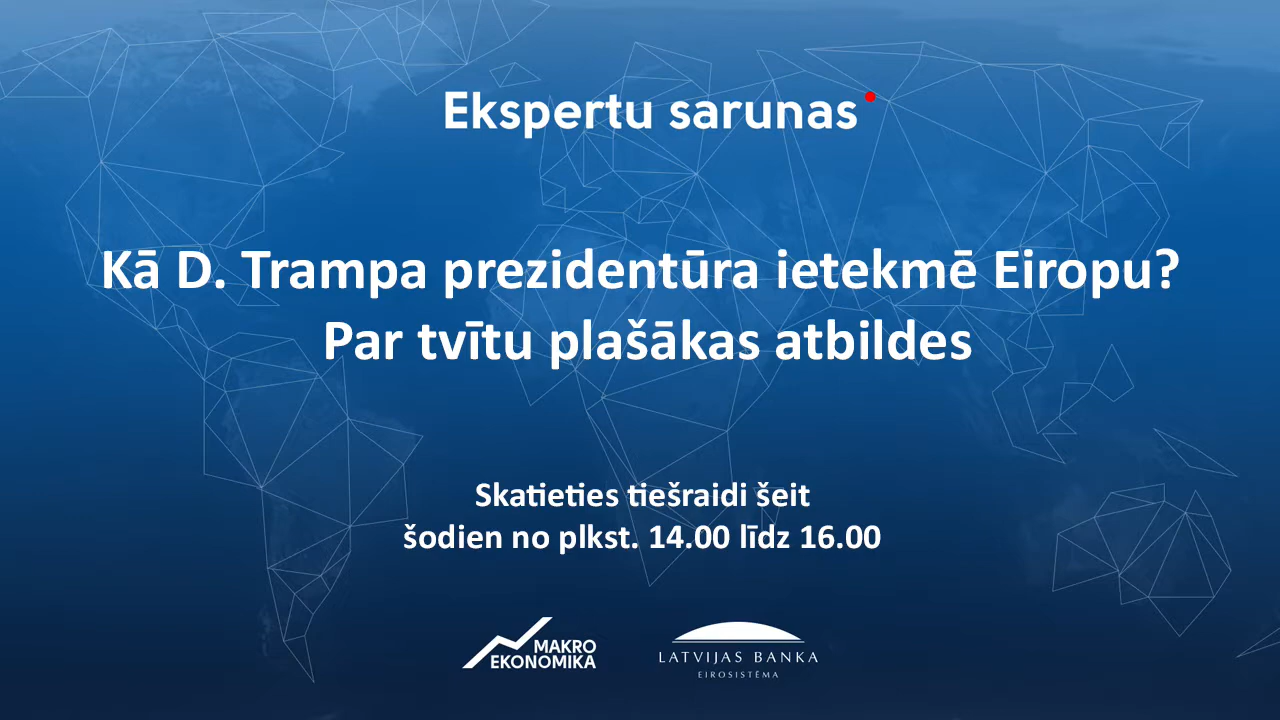 Ekspertu sarunas
Kā D. Trampa prezidentūra ietekmē Eiropu?
Par tvītu plašākas atbildes
Skatieties tiešraidi šeit
šodien no plkst. 14.00 līdz 16.00
MAKRO
EKONOMIKA
LATVIJAS BANKA
EIROSISTĒMA